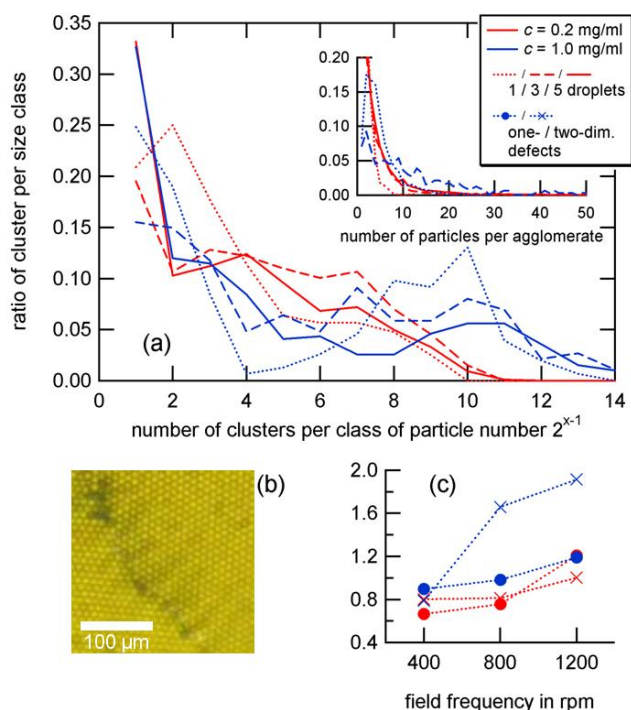 c = 0.2 mg/ml
c = 1.0 mg/ml
/ /
1 / 3 / 5 droplets
/
one- / two-dim.
defects
ratio of cluster per size class
0.35
0.30
0.25
0.20
0.15
0.10
0.05
0.00
0.20
0.15
0.10
0.05
0.00
0 10 20 30 40 50
number of particles per agglomerate
(a)
0 2 4 6 8 10 12 14
number of clusters per class of particle number 2^{x-1}
(b)
100 µm
(c)
2.0
1.6
1.2
0.8
0.4
400 800 1200
field frequency in rpm